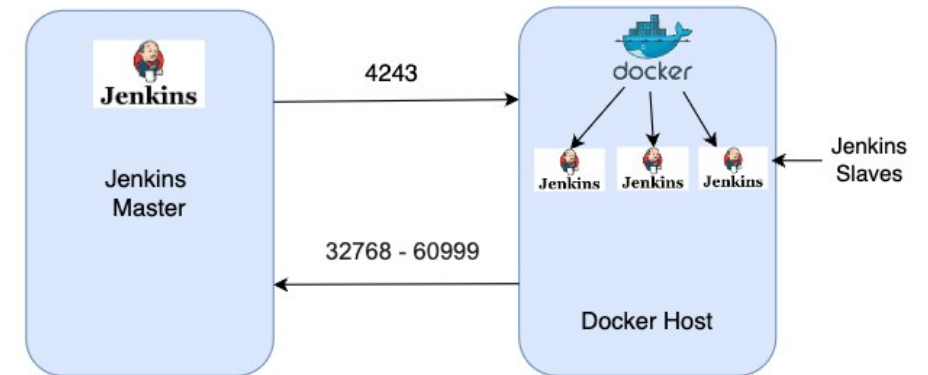 Jenkins
Jenkins
Master
4243
32768 - 60999
docker
Jenkins
Jenkins
Jenkins
Docker Host
Jenkins
Slaves